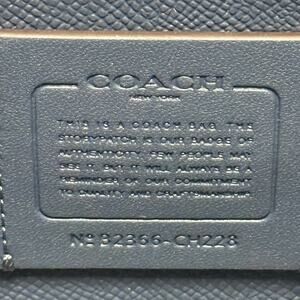 COACH
NEW YORK
THIS IS A COACH BAG. THE
STORYPATCH IS OUR BADGE OF
AUTHENTICITY. FEW PEOPLE MAY
SEE IT. BUT IT WILL ALWAYS BE A
REMINDER OF OUR COMMITMENT
TO QUALITY AND CRAFTSMANSHIP.
Nº B2366-CH228